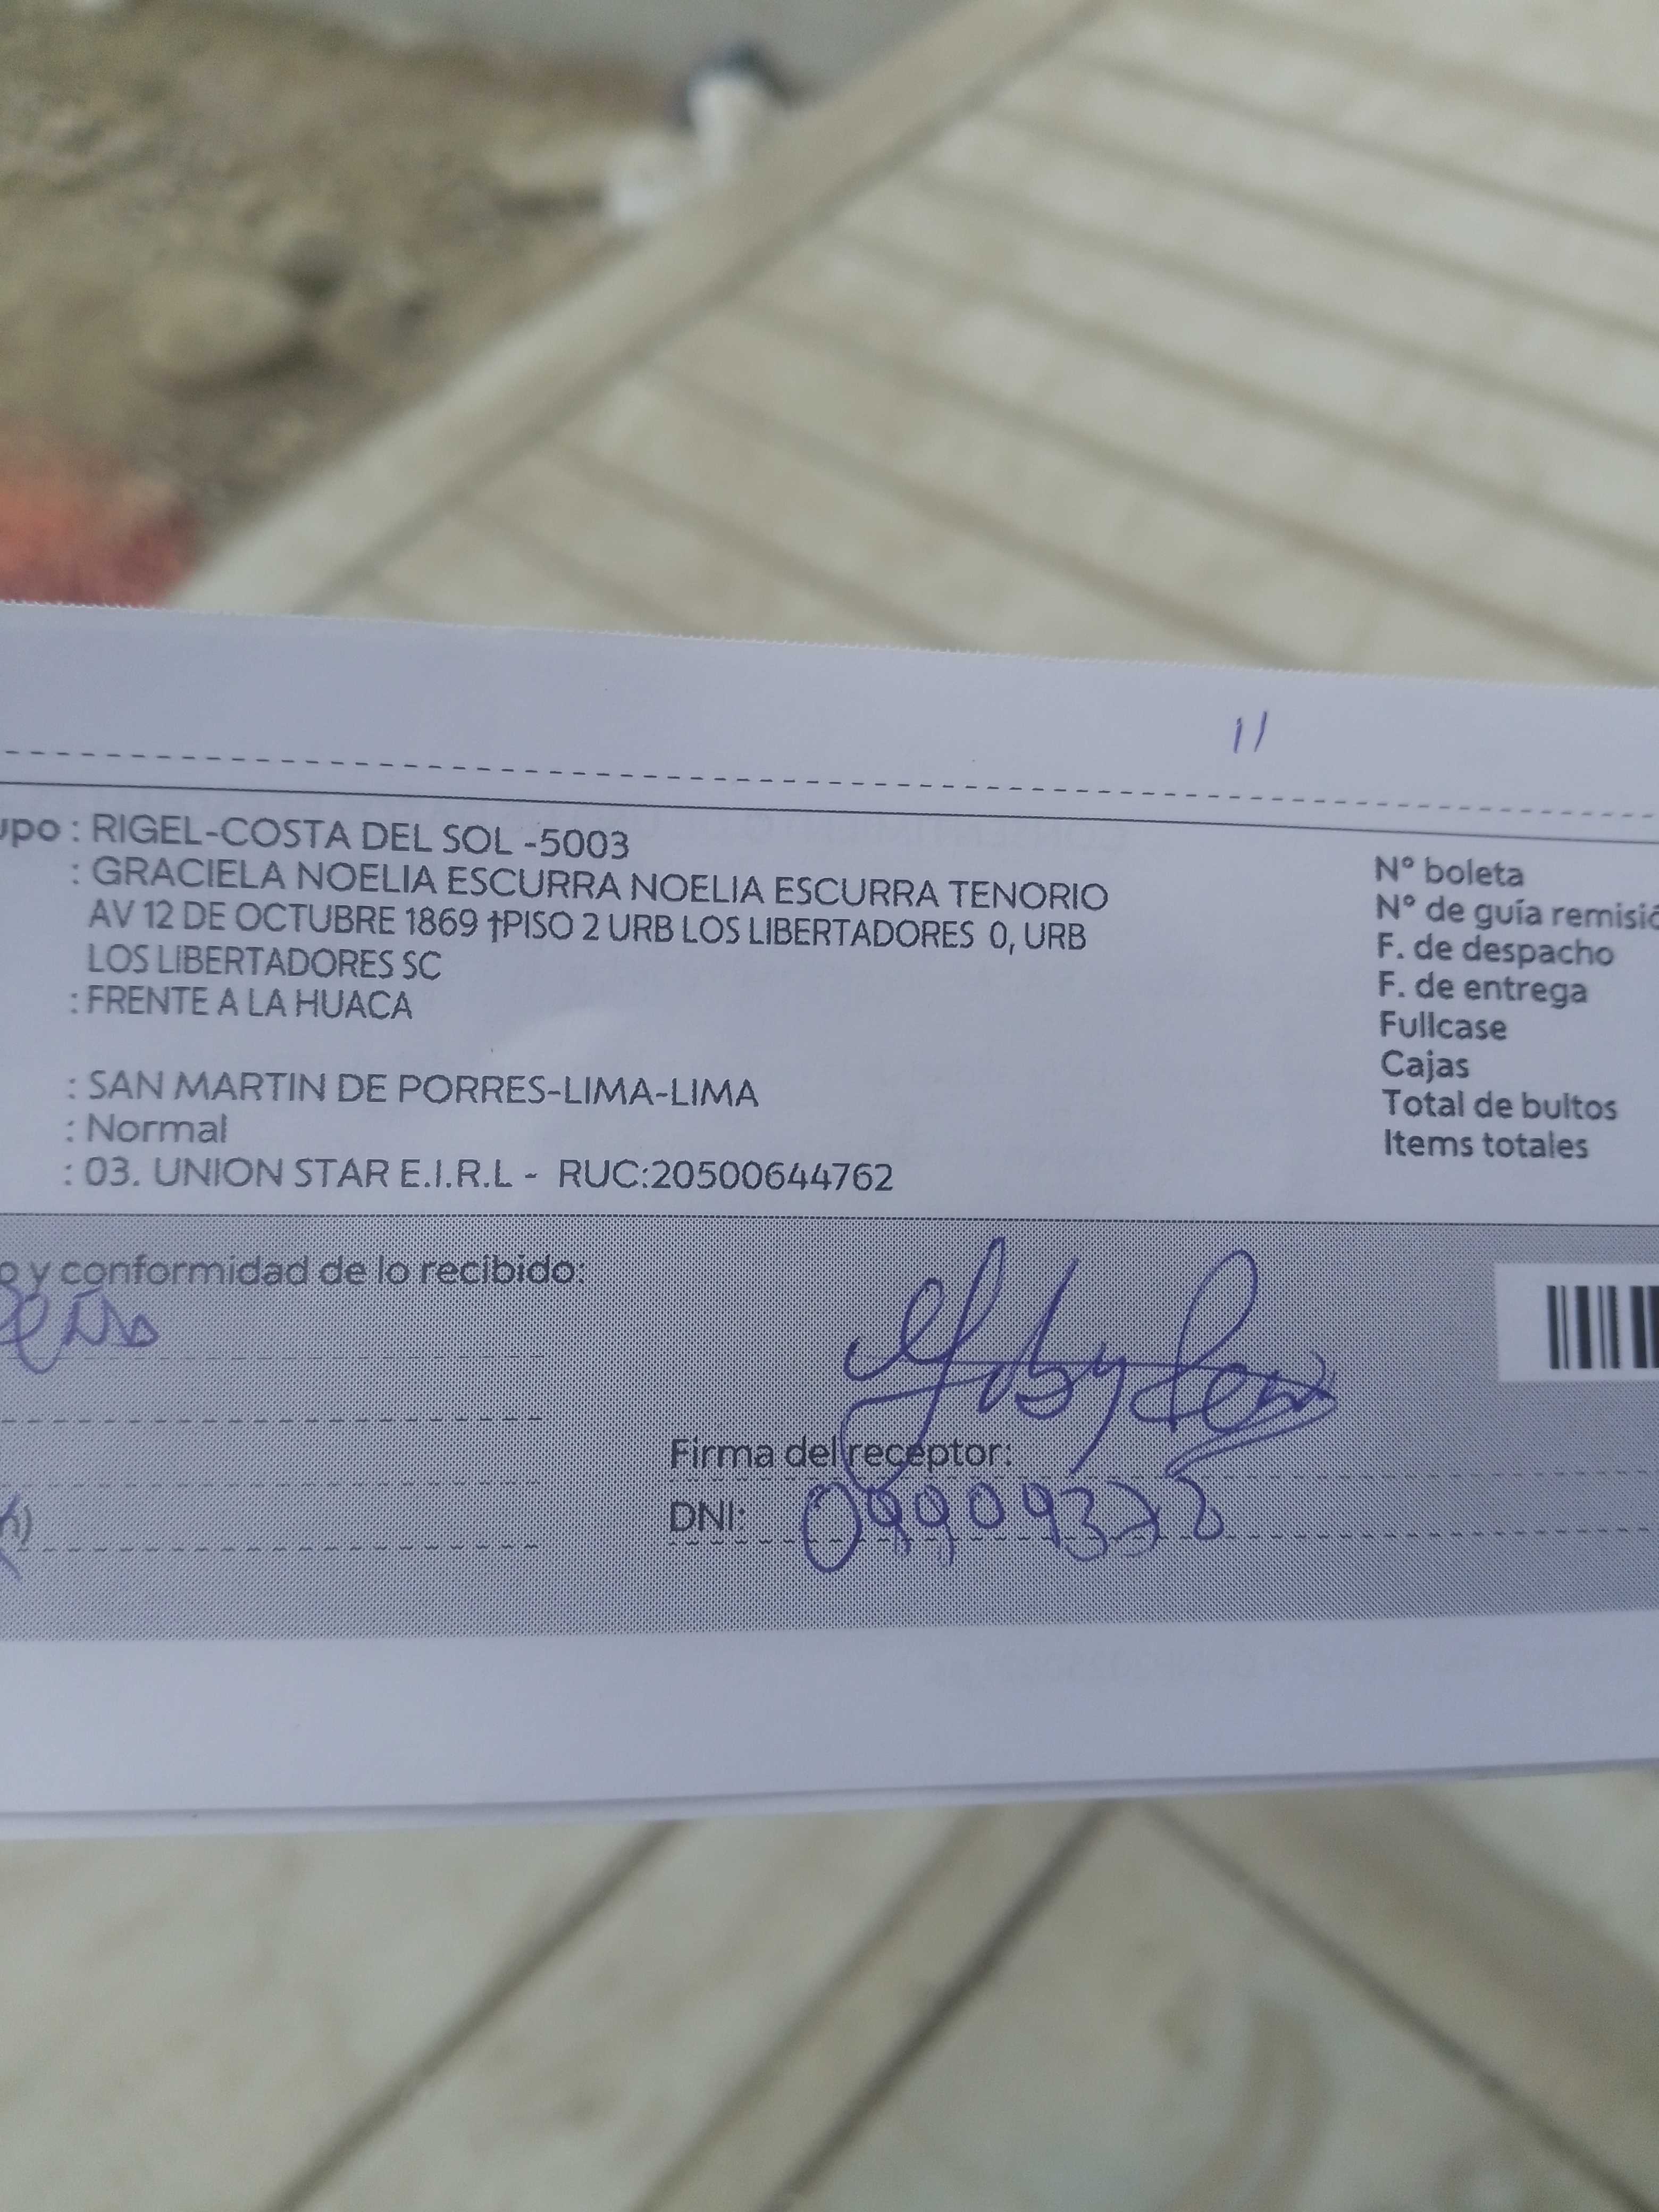 11
upo : RIGEL-COSTA DEL SOL -5003
: GRACIELA NOELIA ESCURRA NOELIA ESCURRA TENORIO
AV 12 DE OCTUBRE 1869 †PISO 2 URB LOS LIBERTADORES 0, URB
LOS LIBERTADORES SC
: FRENTE A LA HUACA
: SAN MARTIN DE PORRES-LIMA-LIMA
: Normal
: 03. UNION STAR E.I.R.L - RUC:20500644762
N° boleta
N° de guía remisió
F. de despacho
F. de entrega
Fullcase
Cajas
Total de bultos
Items totales
o y conformidad de lo recibido:
Firma del receptor:
DNI: